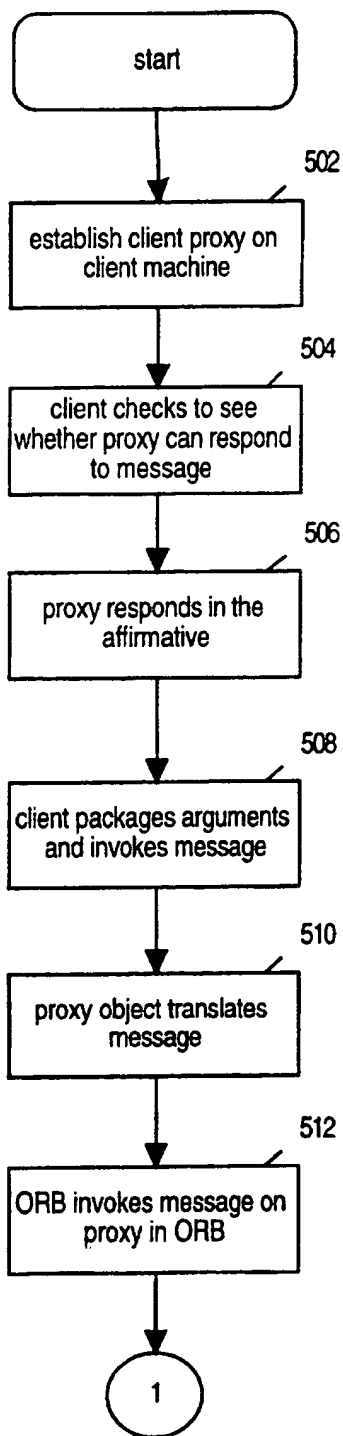 start
502
establish client proxy on
client machine
504
client checks to see
whether proxy can respond
to message
506
proxy responds in the
affirmative
508
client packages arguments
and invokes message
510
proxy object translates
message
512
ORB invokes message on
proxy in ORB
1